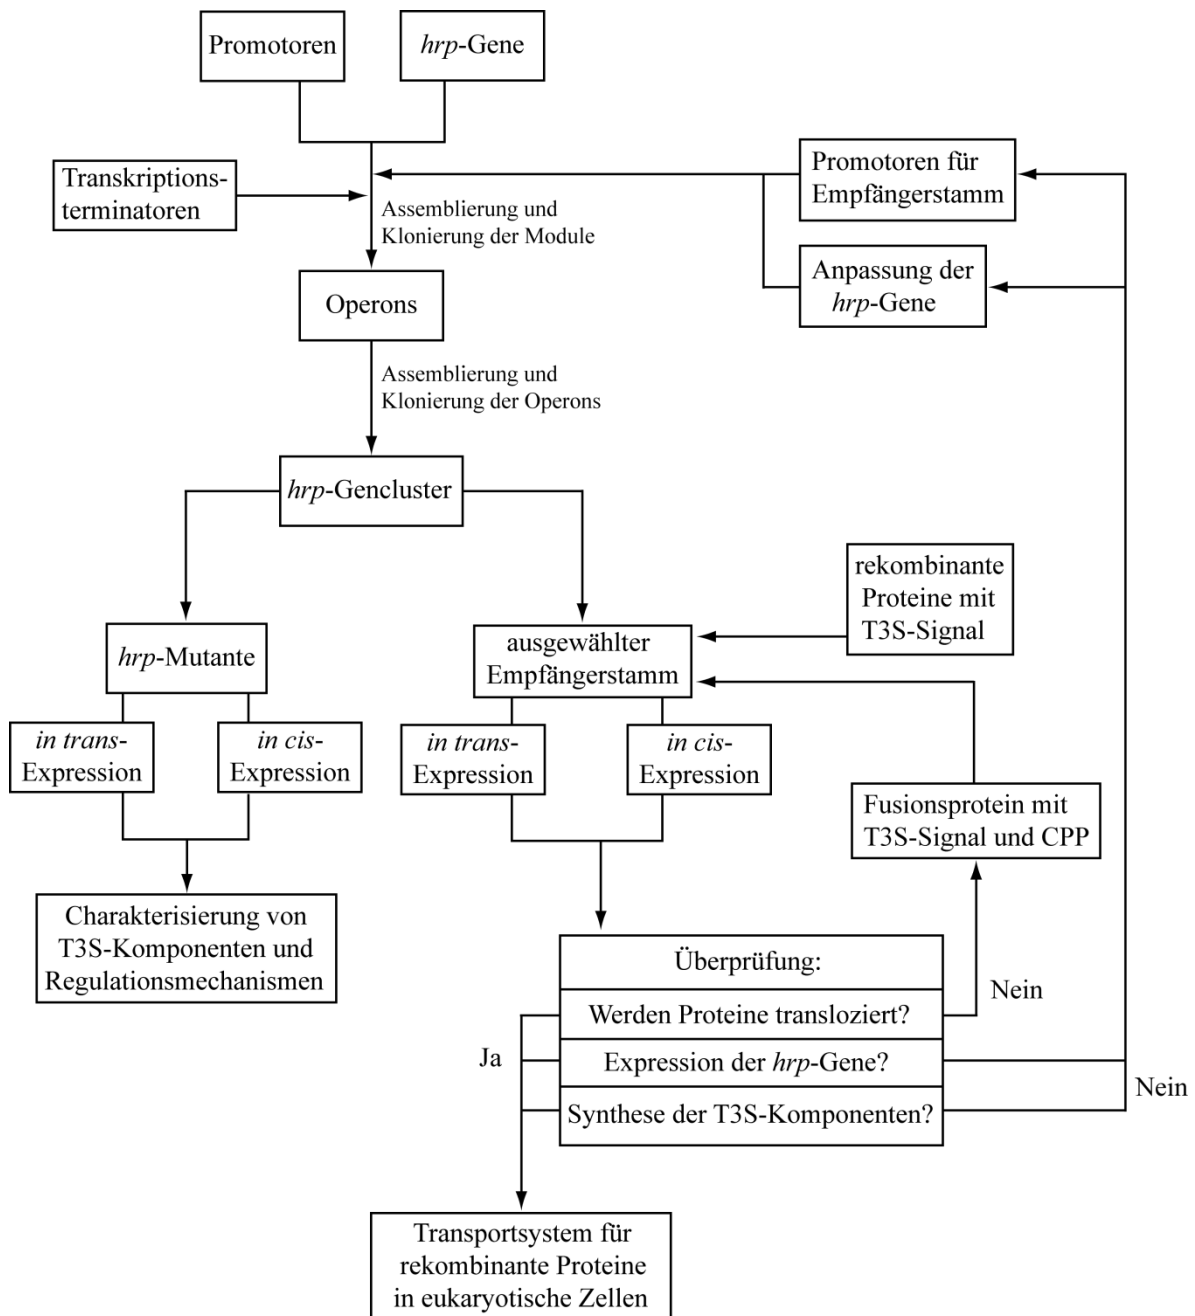 Promotoren
hrp-Gene
Transkriptions-
terminatoren
Promotoren für
Empfängerstamm
Assemblierung und
Klonierung der Module
Anpassung der
hrp-Gene
Operons
Assemblierung und
Klonierung der Operons
hrp-Gencluster
rekombinante
Proteine mit
T3S-Signal
hrp-Mutante
ausgewählter
Empfängerstamm
in trans-
Expression
in cis-
Expression
in trans-
Expression
in cis-
Expression
Fusionsprotein mit
T3S-Signal und CPP
Charakterisierung von
T3S-Komponenten und
Regulationsmechanismen
Überprüfung:
Werden Proteine transloziert?
Nein
Ja
Expression der hrp-Gene?
Nein
Synthese der T3S-Komponenten?
Transportsystem für
rekombinante Proteine
in eukaryotische Zellen